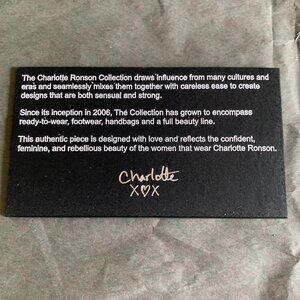 The Charlotte Ronson Collection draws influence from many cultures and
eras and seamlessly mixes them together with careless ease to create
designs that are both sensual and strong.
Since its inception in 2006, The Collection has grown to encompass
ready-to-wear, footwear, handbags and a full beauty line.
This authentic piece is designed with love and reflects the confident,
feminine, and rebellious beauty of the women that wear Charlotte Ronson.
Charlotte
X♡X